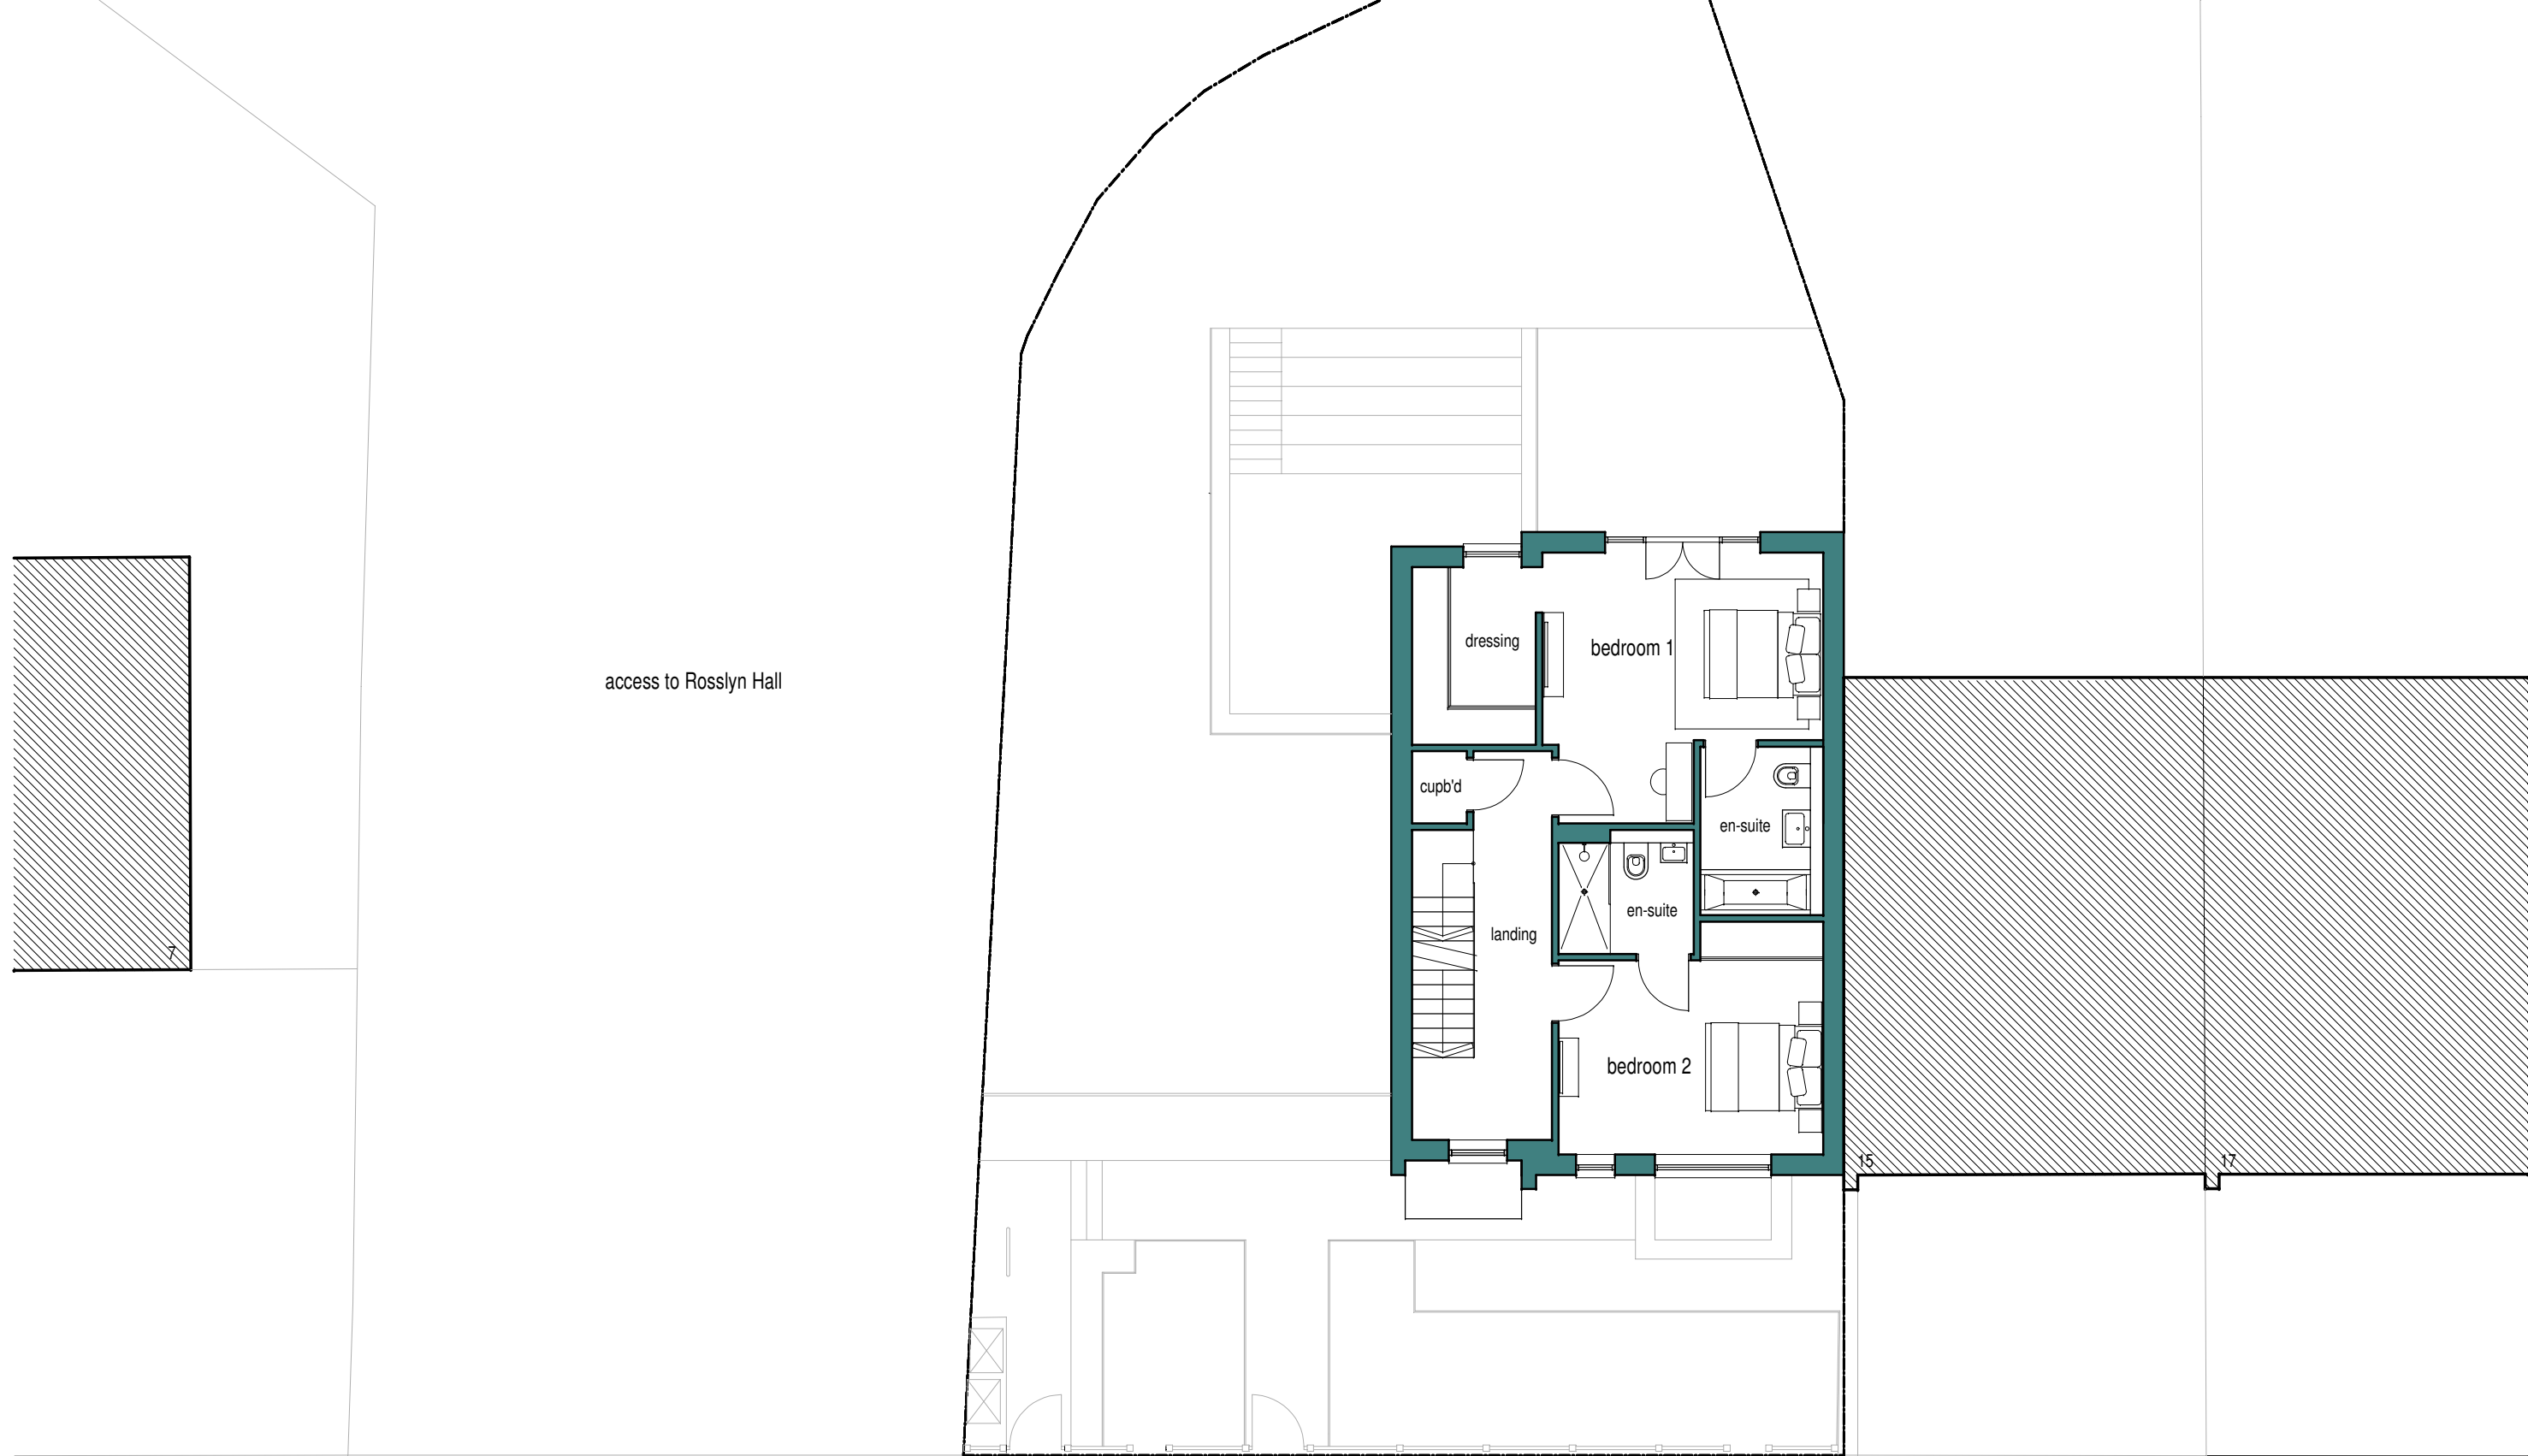 access to Rosslyn Hall
dressing
bedroom 1
cupb'd
en-suite
en-suite
landing
7
bedroom 2
15
17